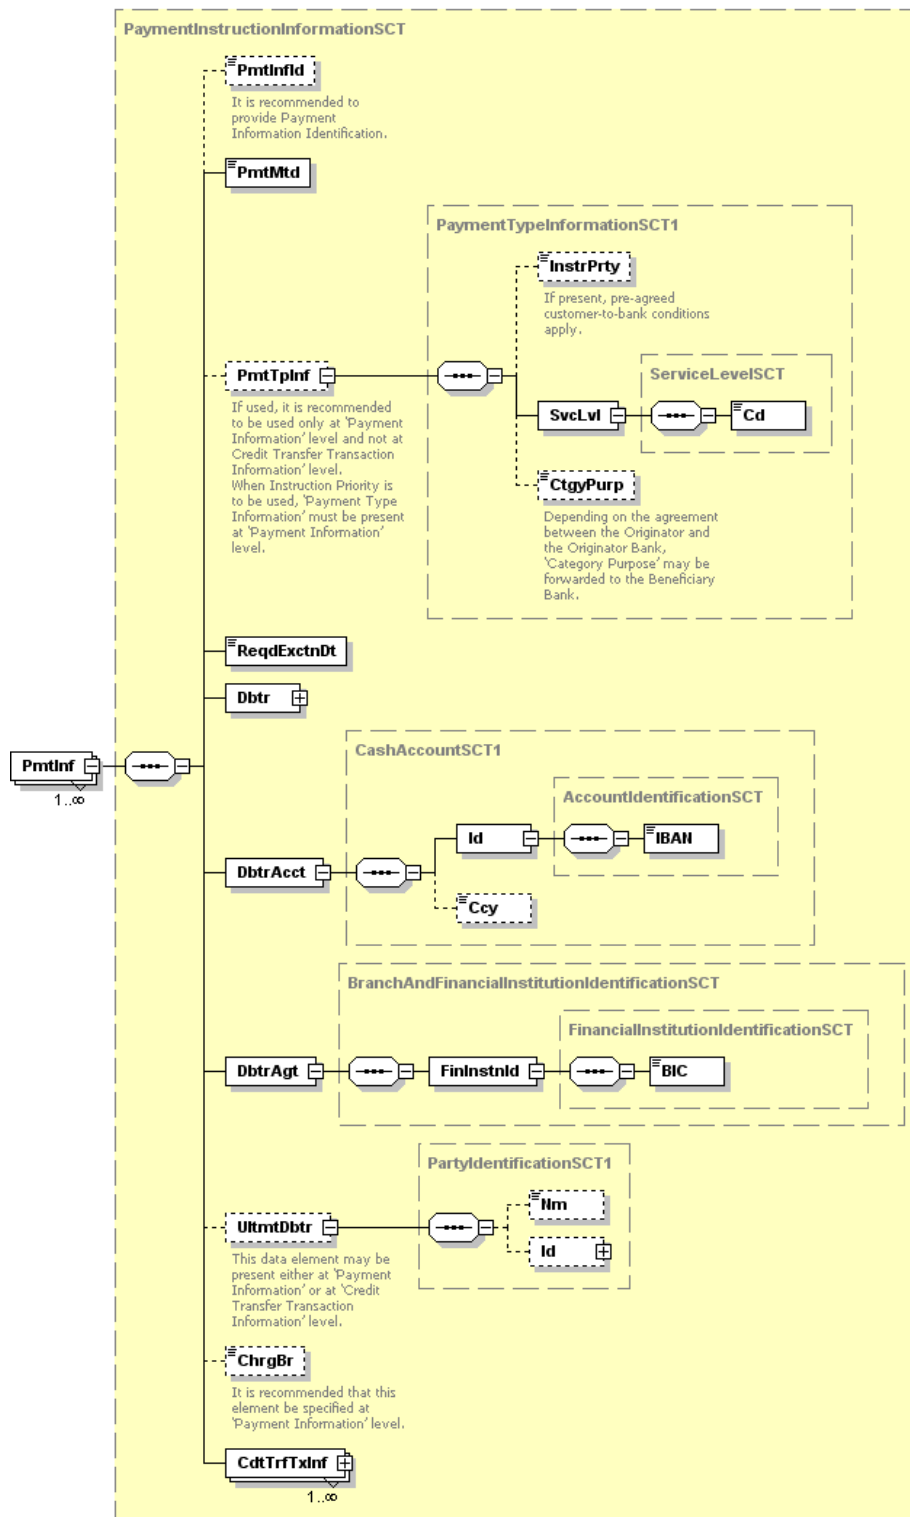 PaymentInstructionInformationSCT
PmtInfId
It is recommended to
provide Payment
Information Identification.
PmtMtd
PaymentTypeInformationSCT1
InstrPrty
If present, pre-agreed
customer-to-bank conditions
apply.
PmtTpInf
If used, it is recommended
to be used only at 'Payment
Information' level and not at
Credit Transfer Transaction
Information' level.
When Instruction Priority is
to be used, 'Payment Type
Information' must be present
at 'Payment Information'
level.
ServiceLevelSCT
SvcLvl
Cd
CtgyPurp
Depending on the agreement
between the Originator and
the Originator Bank,
'Category Purpose' may be
forwarded to the Beneficiary
Bank.
ReqdExctnDt
Dbtr
PmtInf
1..∞
CashAccountSCT1
AccountIdentificationSCT
Id
IBAN
DbtrAcct
Ccy
BranchAndFinancialInstitutionIdentificationSCT
FinancialInstitutionIdentificationSCT
DbtrAgt
FinInstnId
BIC
PartyIdentificationSCT1
Nm
UltmtDbtr
Id
This data element may be
present either at 'Payment
Information' or at 'Credit
Transfer Transaction
Information' level.
ChrgBr
It is recommended that this
element be specified at
'Payment Information' level.
CdtTrfTxInf
1..∞